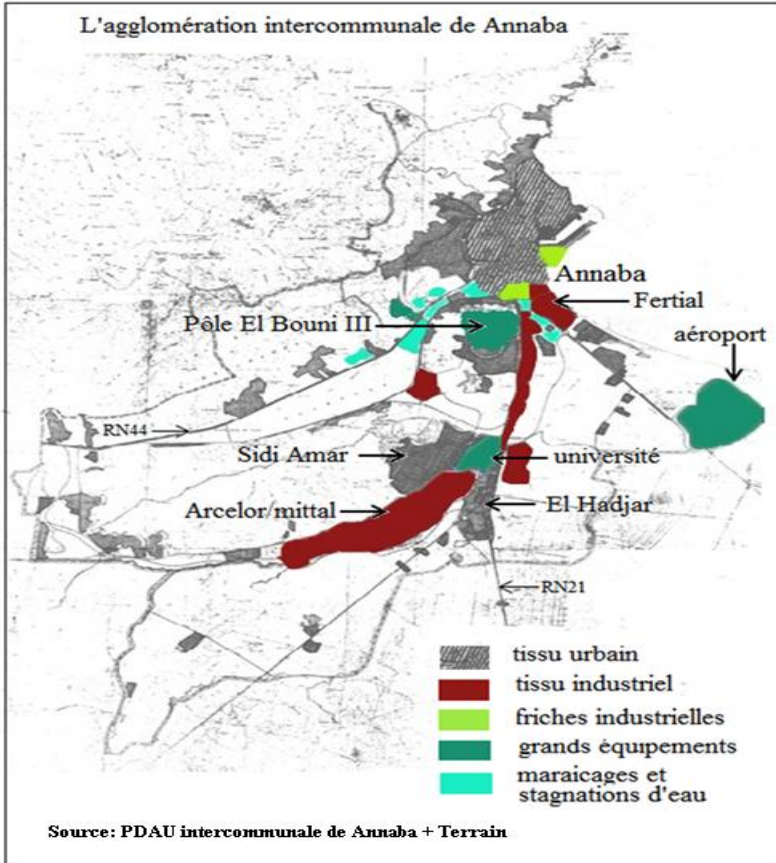 L'agglomération intercommunale de Annaba
Annaba
Fertial
Pôle El Bouni III
aéroport
RN44
Sidi Amar
université
Arcelor/mittal
El Hadjar
RN21
tissu urbain
tissu industriel
friches industrielles
grands équipements
maraicages et
stagnations d'eau
Source: PDAU intercommunale de Annaba + Terrain